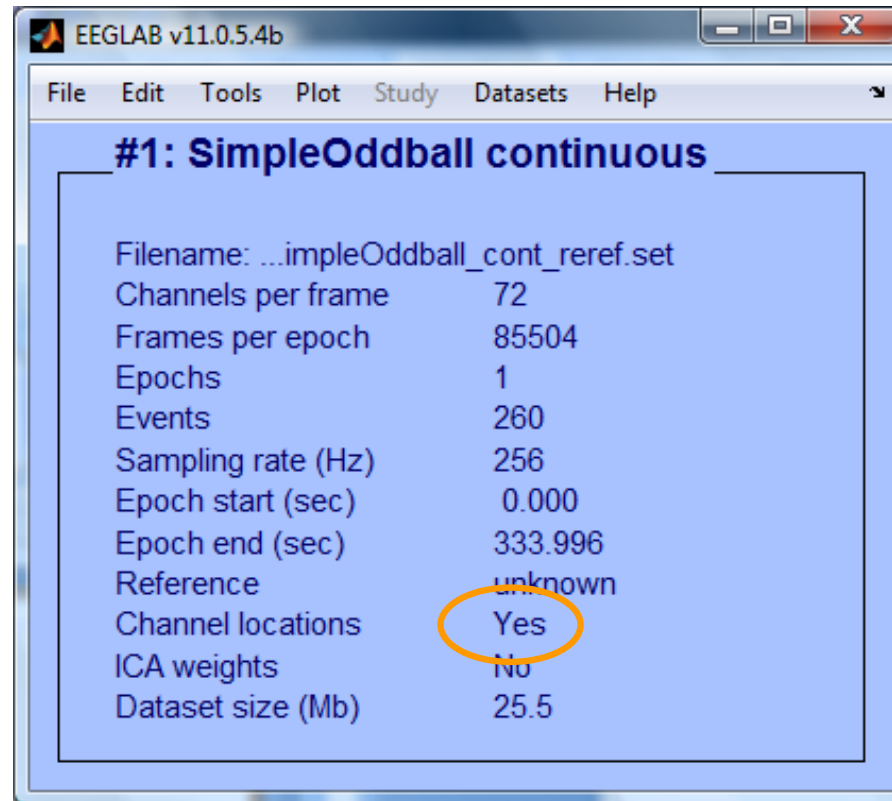 EEGLAB v11.0.5.4b
File Edit Tools Plot Study Datasets Help
#1: SimpleOddball continuous
Filename: ...impleOddball_cont_reref.set
Channels per frame 72
Frames per epoch 85504
Epochs 1
Events 260
Sampling rate (Hz) 256
Epoch start (sec) 0.000
Epoch end (sec) 333.996
Reference unknown
Channel locations Yes
ICA weights No
Dataset size (Mb) 25.5